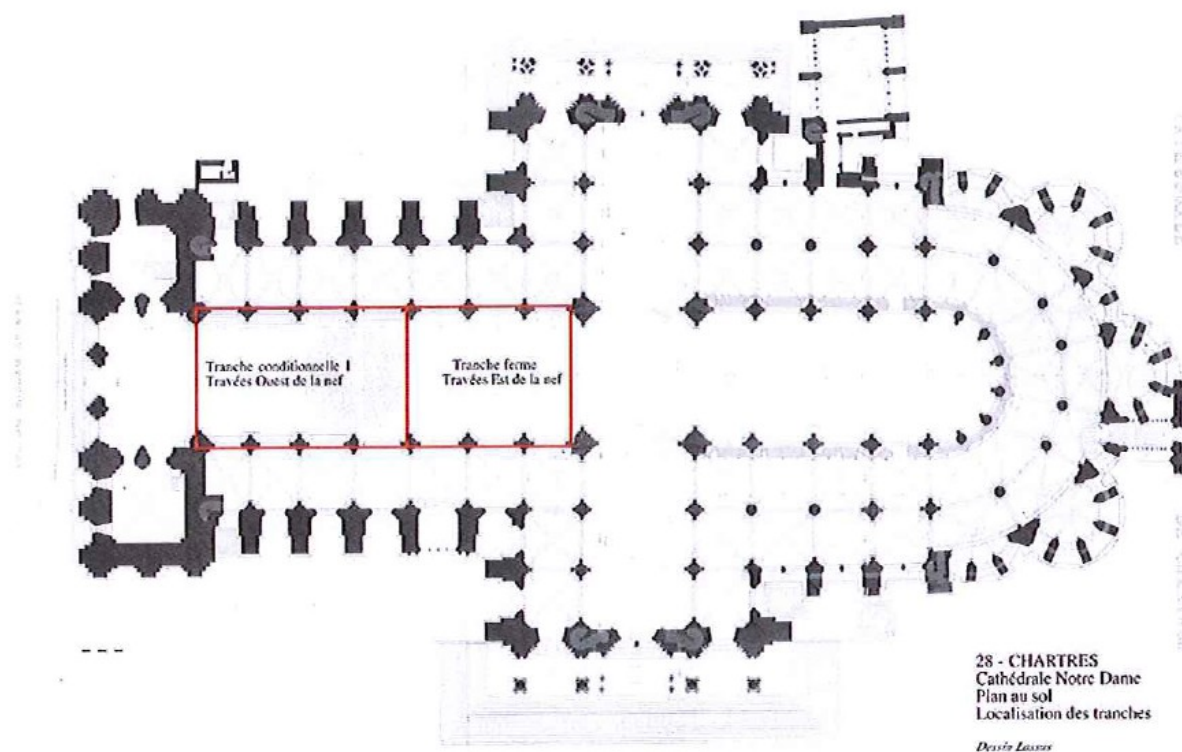 Tranche conditionnelle 1
Travées Ouest de la nef
Tranche ferme
Travées Est de la nef
28 - CHARTRES
Cathédrale Notre Dame
Plan au sol
Localisation des tranches
Dessin Lassus